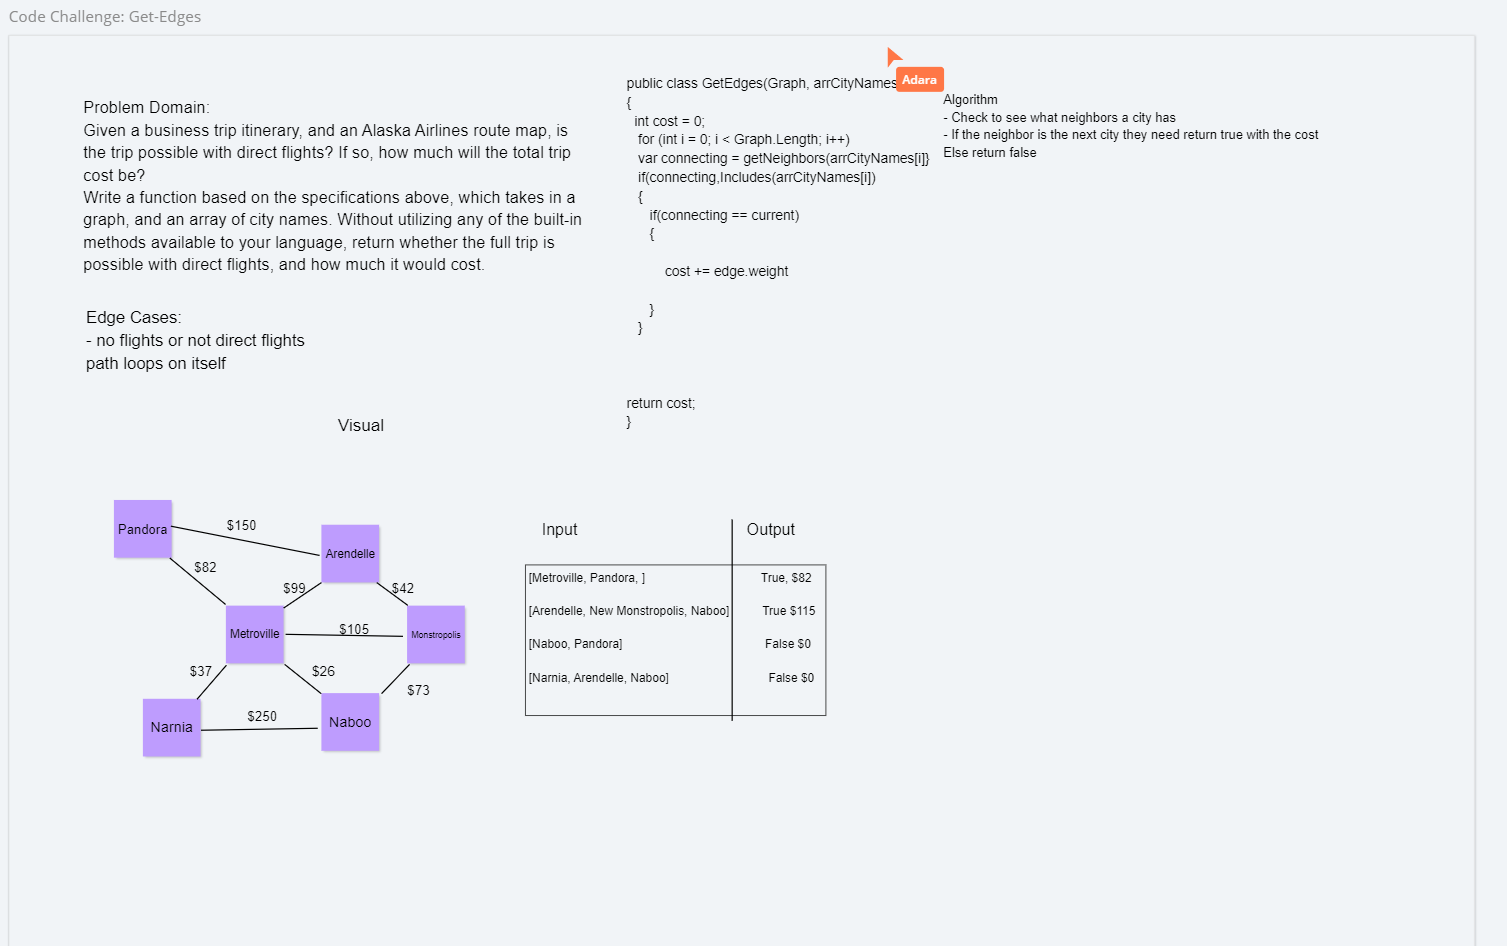 Code Challenge: Get-Edges
Problem Domain:
Given a business trip itinerary, and an Alaska Airlines route map, is
the trip possible with direct flights? If so, how much will the total trip
cost be?
Write a function based on the specifications above, which takes in a
graph, and an array of city names. Without utilizing any of the built-in
methods available to your language, return whether the full trip is
possible with direct flights, and how much it would cost.
Edge Cases:
- no flights or not direct flights
path loops on itself
public class GetEdges(Graph, arrCityNames
{
int cost = 0;
for (int i = 0; i < Graph.Length; i++)
var connecting = getNeighbors(arrCityNames[i]}
if(connecting,Includes(arrCityNames[i])
{
if(connecting == current)
{
cost += edge.weight
}
}
return cost;
}
Adara
Algorithm
- Check to see what neighbors a city has
- If the neighbor is the next city they need return true with the cost
Else return false
Visual
Pandora
$150
Arendelle
$82
$99
$42
Metroville
$105
Monstropolis
$37
$26
$73
Narnia
$250
Naboo
Input Output
[Metroville, Pandora, ] True, $82
[Arendelle, New Monstropolis, Naboo] True $115
[Naboo, Pandora] False $0
[Narnia, Arendelle, Naboo] False $0